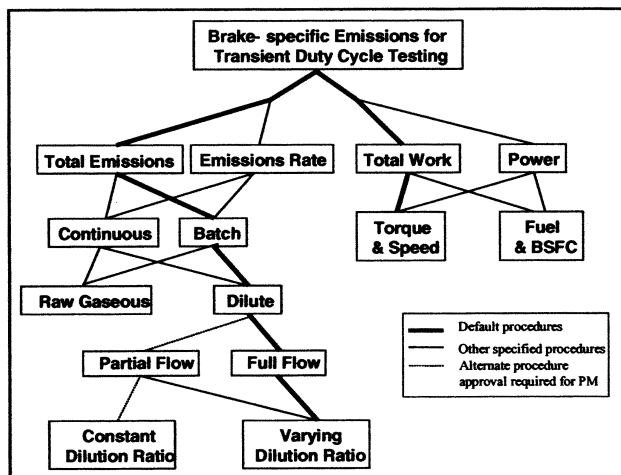 Brake- specific Emissions for
Transient Duty Cycle Testing
Total Emissions
Emissions Rate
Total Work
Power
Continuous
Batch
Torque
& Speed
Fuel
& BSFC
Raw Gaseous
Dilute
Partial Flow
Full Flow
Constant
Dilution Ratio
Varying
Dilution Ratio
Default procedures
Other specified procedures
Alternate procedure
approval required for PM